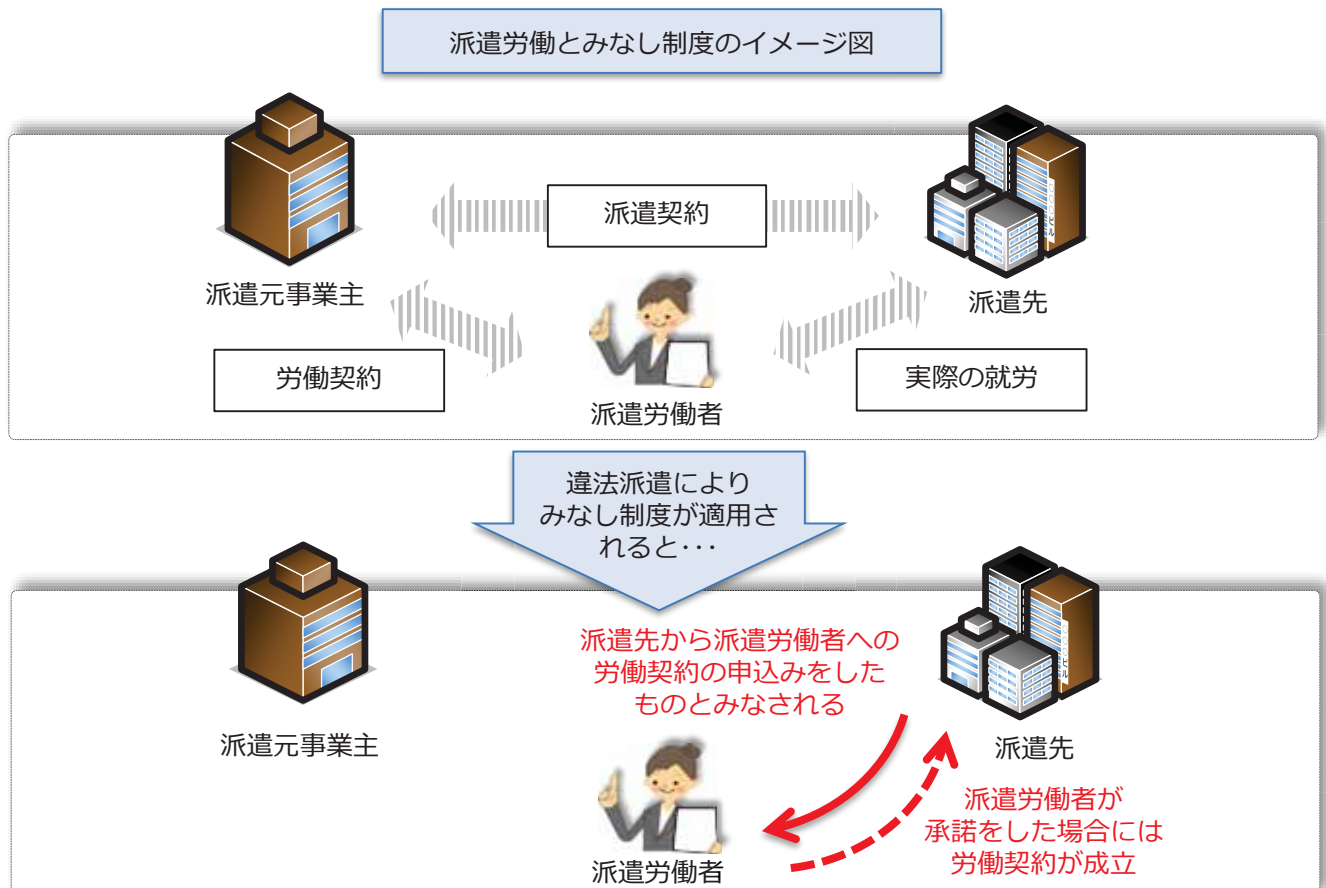 派遣労働とみなし制度のイメージ図
派遣契約
派遣元事業主
派遣先
労働契約
実際の就労
派遣労働者
違法派遣により
みなし制度が適用さ
れると･･･
派遣先から派遣労働者への
労働契約の申込みをした
ものとみなされる
派遣元事業主
派遣先
派遣労働者が
承諾をした場合には
労働契約が成立
派遣労働者